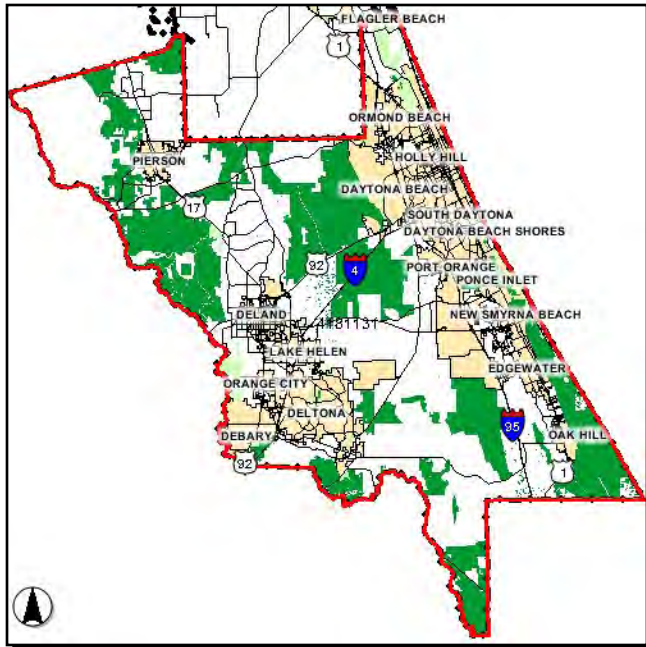 FLAGLER BEACH
1
ORMOND BEACH
HOLLY HILL
PIERSON
DAYTONA BEACH
17
SOUTH DAYTONA
DAYTONA BEACH SHORES
92
4
PORT ORANGE
PONCE INLET
DELAND
NEW SMYRNA BEACH
LAKE HELEN
EDGEWATER
ORANGE CITY
DELTONA
95
DEBARY
OAK HILL
92
1